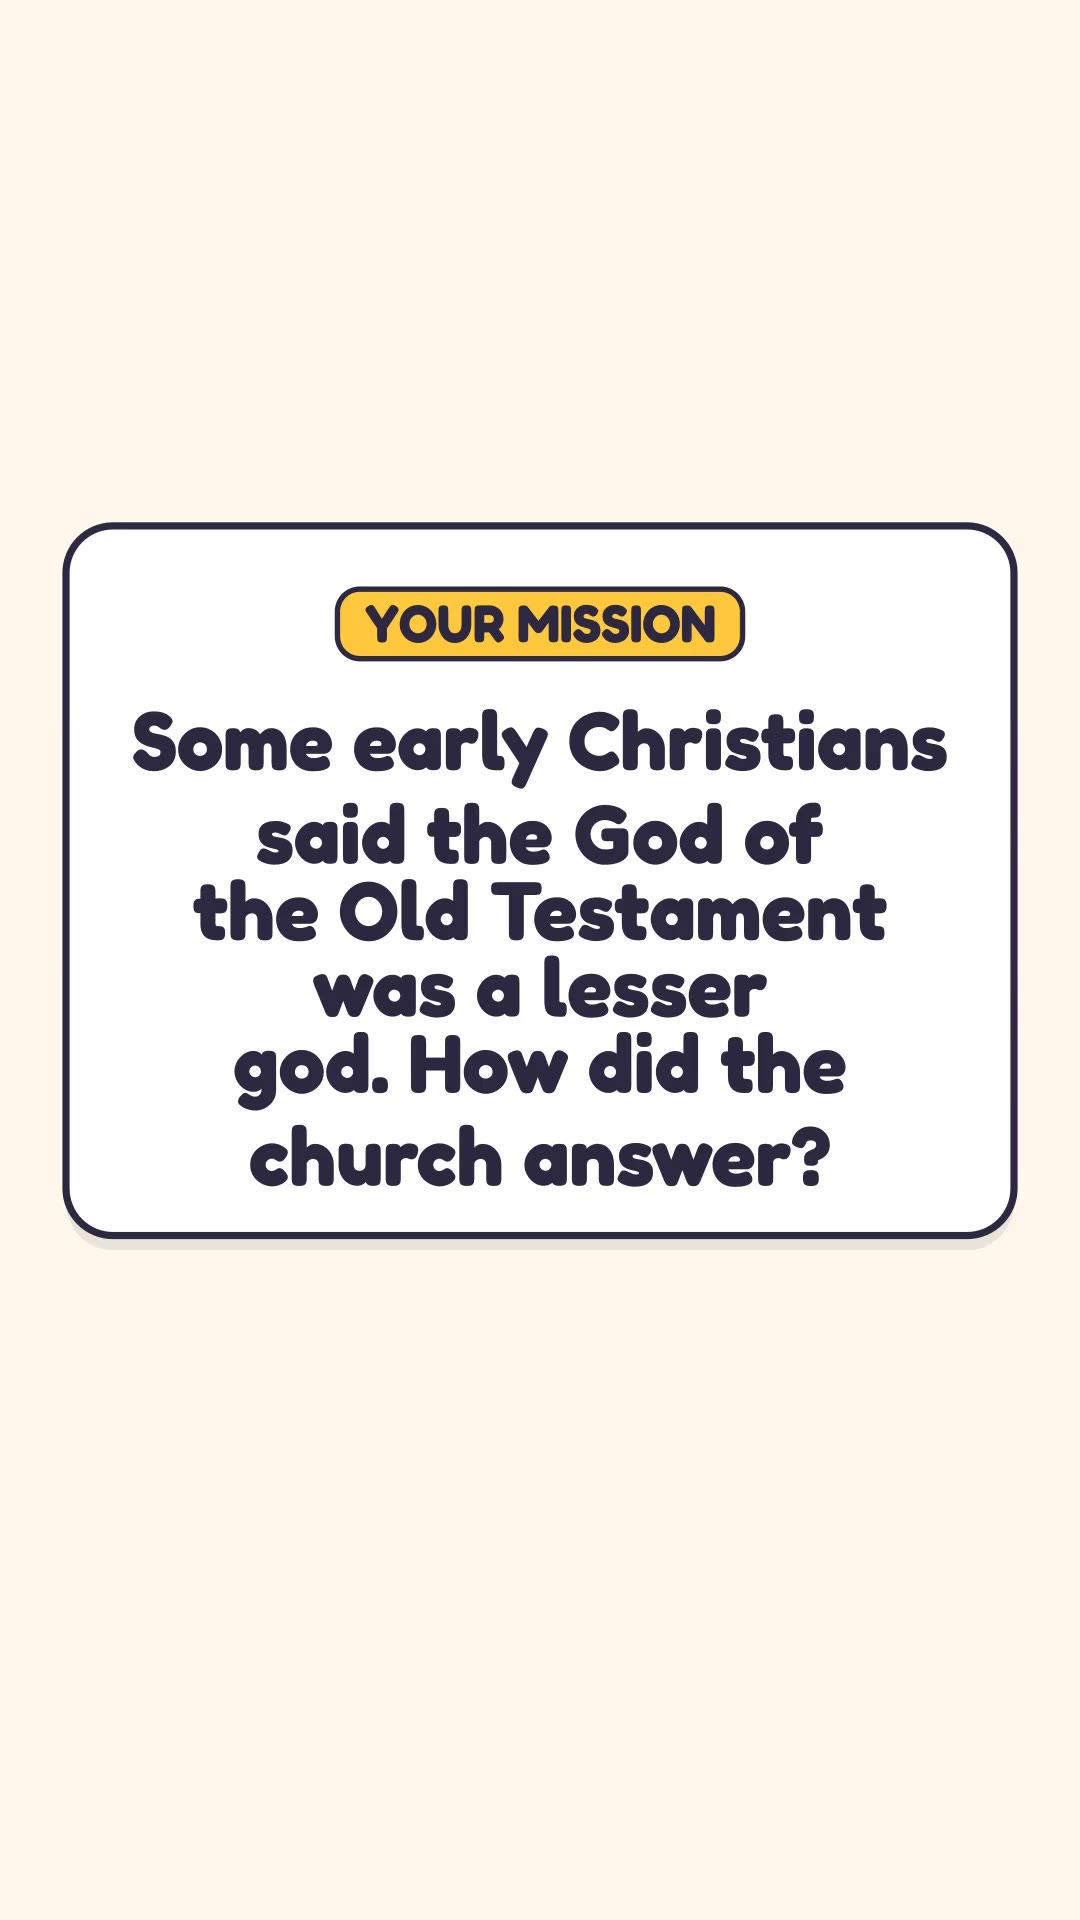 YOUR MISSION
Some early Christians
said the God of
the Old Testament
was a lesser
god. How did the
church answer?